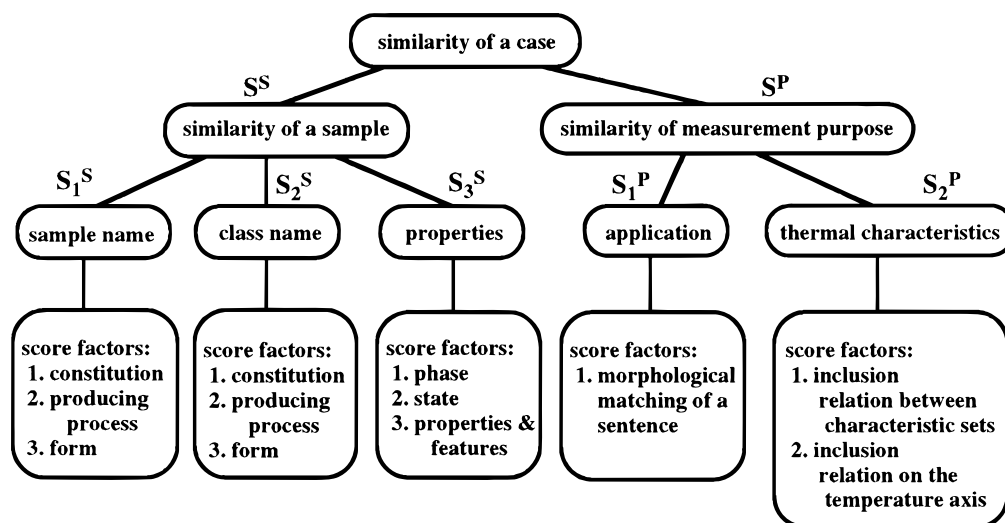 similarity of a case
S^S
S^P
similarity of a sample
similarity of measurement purpose
S_1^S
S_2^S
S_3^S
S_1^P
S_2^P
sample name
class name
properties
application
thermal characteristics
score factors:
1. constitution
2. producing
process
3. form
score factors:
1. constitution
2. producing
process
3. form
score factors:
1. phase
2. state
3. properties &
features
score factors:
1. morphological
matching of a
sentence
score factors:
1. inclusion
relation between
characteristic sets
2. inclusion
relation on the
temperature axis